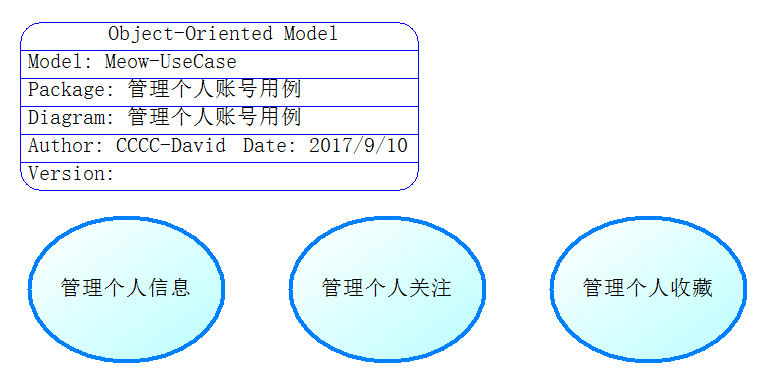 Object-Oriented Model
Model: Meow-UseCase
Package: 管理个人账号用例
Diagram: 管理个人账号用例
Author: CCCC-David Date: 2017/9/10
Version:
管理个人信息 管理个人关注 管理个人收藏